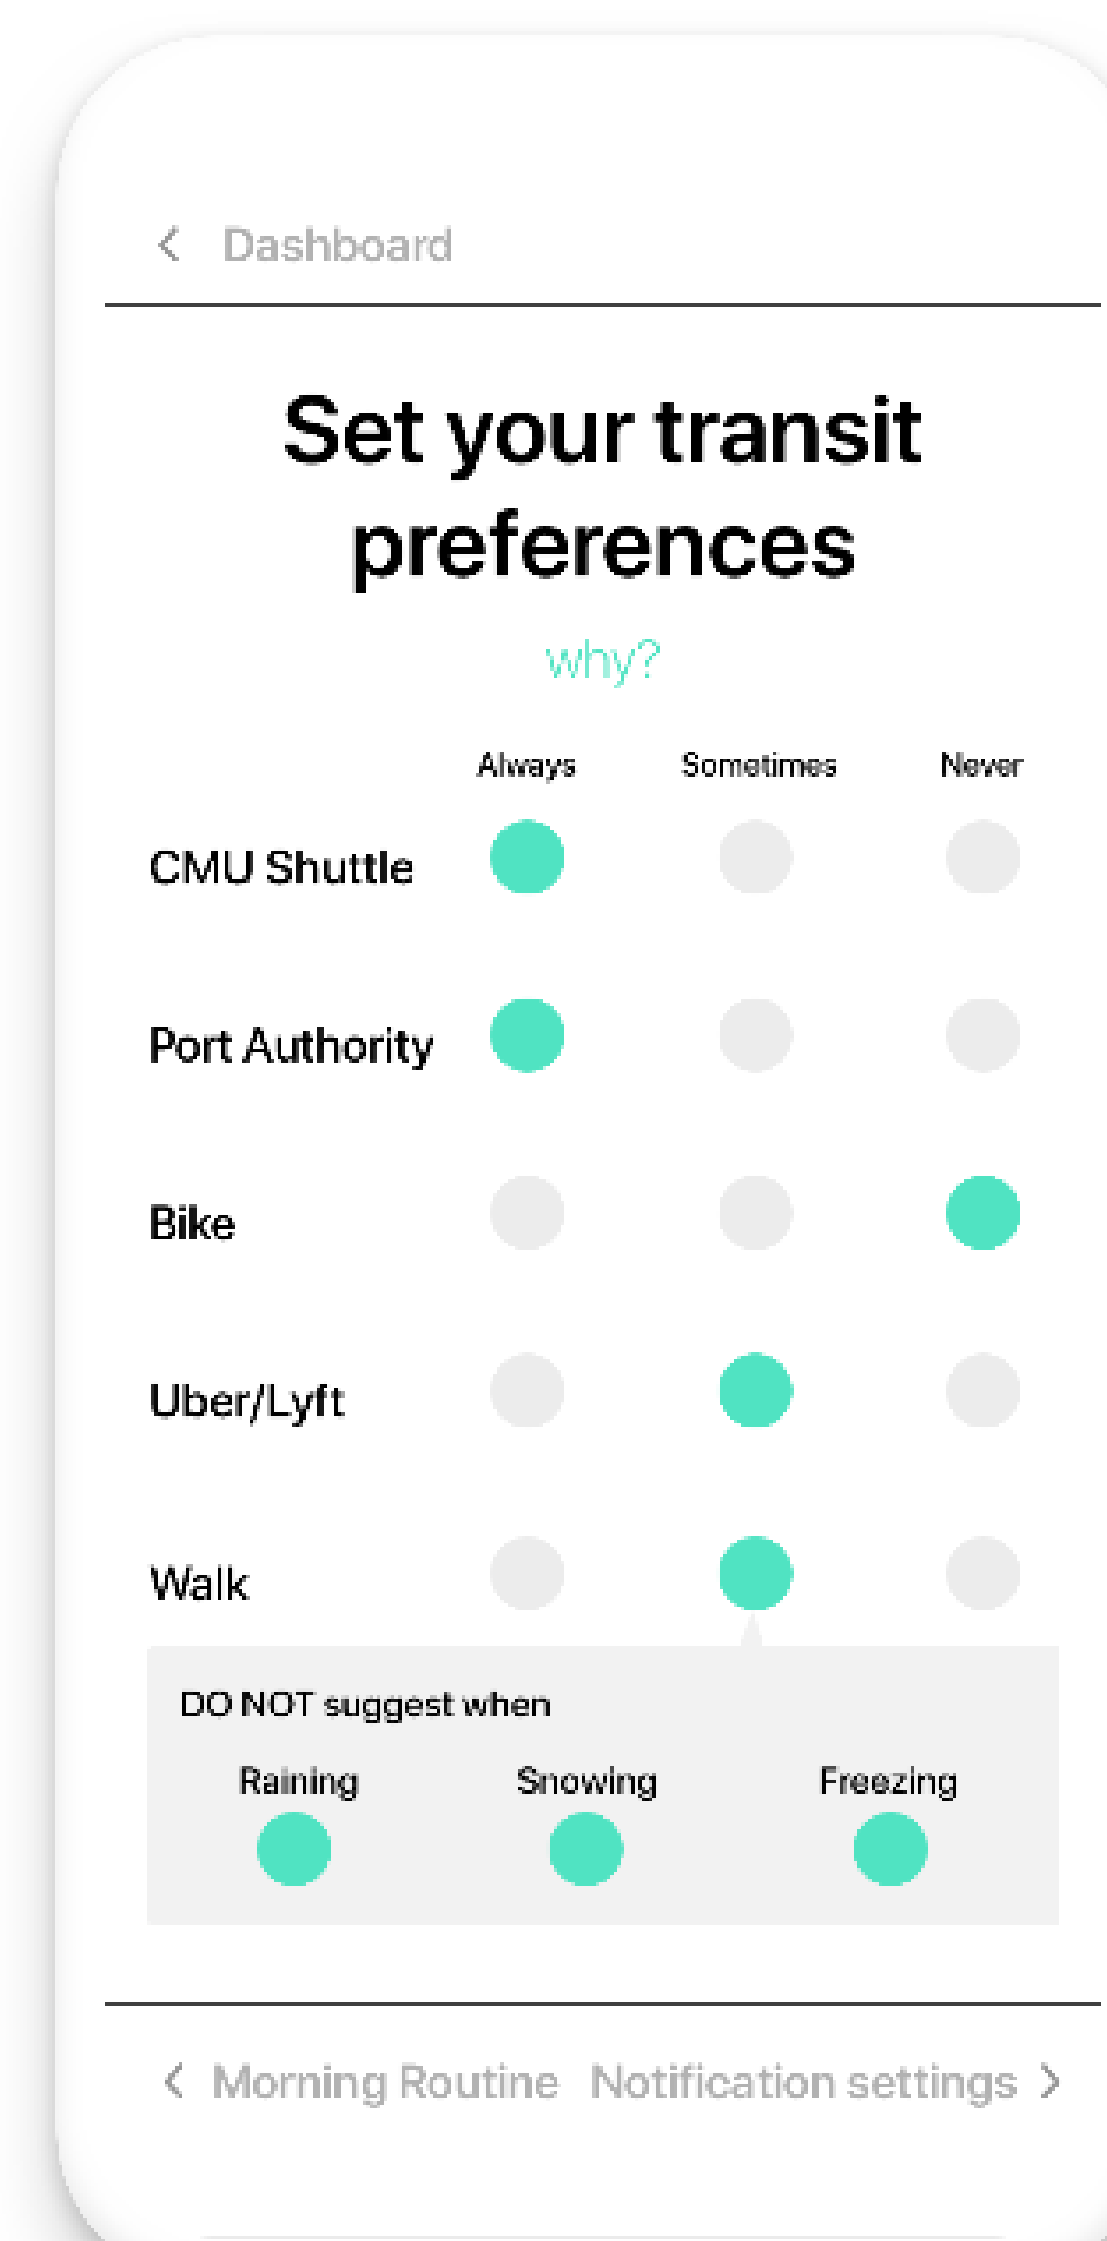 Dashboard
Set your transit
preferences
why?
Always Sometimes Never
CMU Shuttle
Port Authority
Bike
Uber/Lyft
Walk
DO NOT suggest when
Raining Snowing Freezing
Morning Routine Notification settings